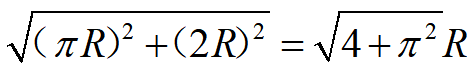 √((πR)² + (2R)²) = √(4 + π²) R